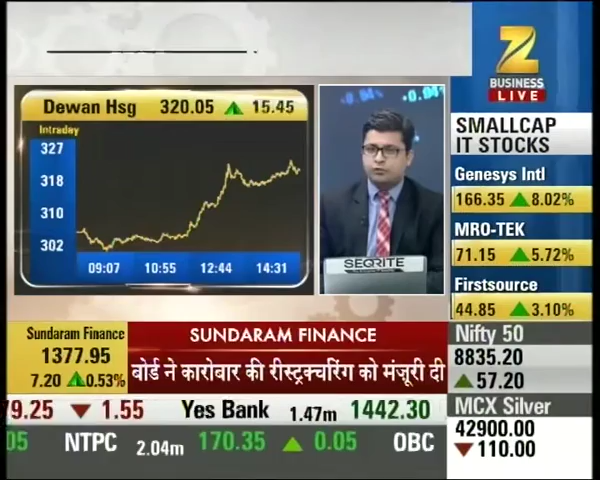 Dewan Hsg 320.05 15.45
Intraday
327
318
310
302
09:07 10:55 12:44 14:31
SEQRITE
Z
BUSINESS
LIVE
SMALLCAP
IT STOCKS
Genesys Intl
166.35 8.02%
MRO-TEK
71.15 5.72%
Firstsource
44.85 3.10%
Nifty 50
8835.20
57.20
MCX Silver
42900.00
110.00
Sundaram Finance
1377.95
7.20 0.53%
SUNDARAM FINANCE
बोर्ड ने कारोबार की रीस्ट्रक्चरिंग को मंजूरी दी
79.25 1.55 Yes Bank 1.47m 1442.30
05 NTPC 2.04m 170.35 0.05 OBC